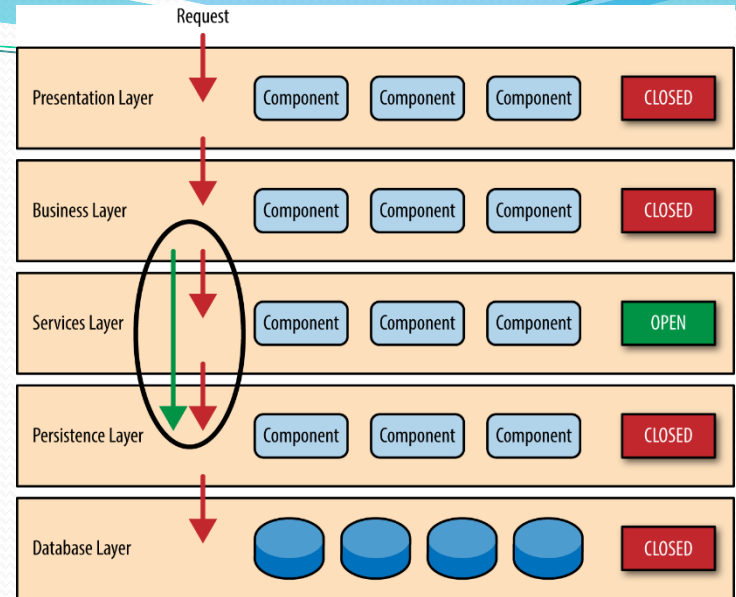 Request
Presentation Layer Component Component Component CLOSED
Business Layer Component Component Component CLOSED
Services Layer Component Component Component OPEN
Persistence Layer Component Component Component CLOSED
Database Layer CLOSED